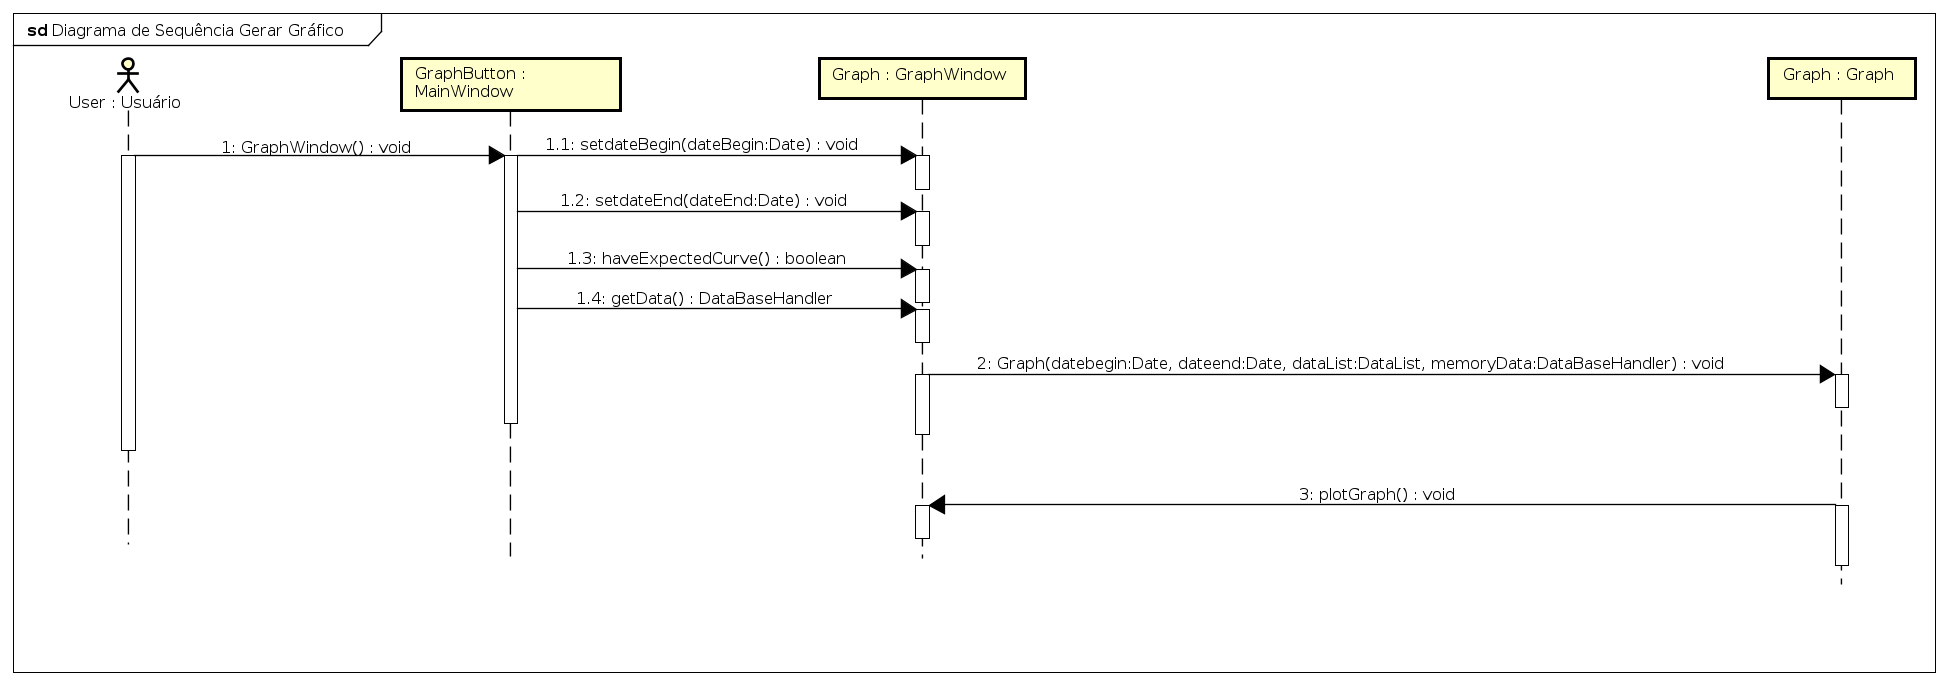 sd Diagrama de Sequência Gerar Gráfico
User : Usuário
GraphButton :
MainWindow
Graph : GraphWindow
Graph : Graph
1: GraphWindow() : void
1.1: setdateBegin(dateBegin:Date) : void
1.2: setdateEnd(dateEnd:Date) : void
1.3: haveExpectedCurve() : boolean
1.4: getData() : DataBaseHandler
2: Graph(datebegin:Date, dateend:Date, dataList:DataList, memoryData:DataBaseHandler) : void
3: plotGraph() : void